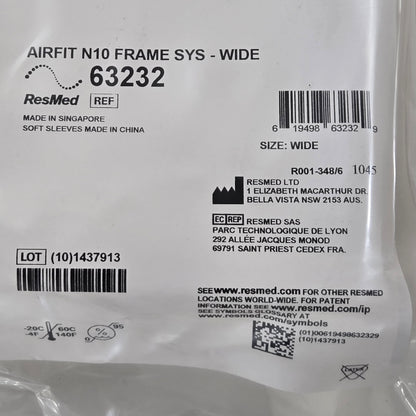 AIRFIT N10 FRAME SYS - WIDE
63232
ResMed REF
MADE IN SINGAPORE
SOFT SLEEVES MADE IN CHINA
6 19498 63232 9
SIZE: WIDE
R001-348/6 1045
RESMED LTD
1 ELIZABETH MACARTHUR DR.
BELLA VISTA NSW 2153 AUS.
EC REP RESMED SAS
PARC TECHNOLOGIQUE DE LYON
292 ALLÉE JACQUES MONOD
69791 SAINT PRIEST CEDEX FRA.
LOT (10)1437913
SEE www.resmed.com FOR OTHER RESMED
LOCATIONS WORLD-WIDE. FOR PATENT
INFORMATION SEE www.resmed.com/ip
SEE SYMBOLS GLOSSARY AT
www.resmed.com/symbols
(01)00619498632329
(10)1437913
-20C 60C
-4F 140F
0 % 95
LATEX